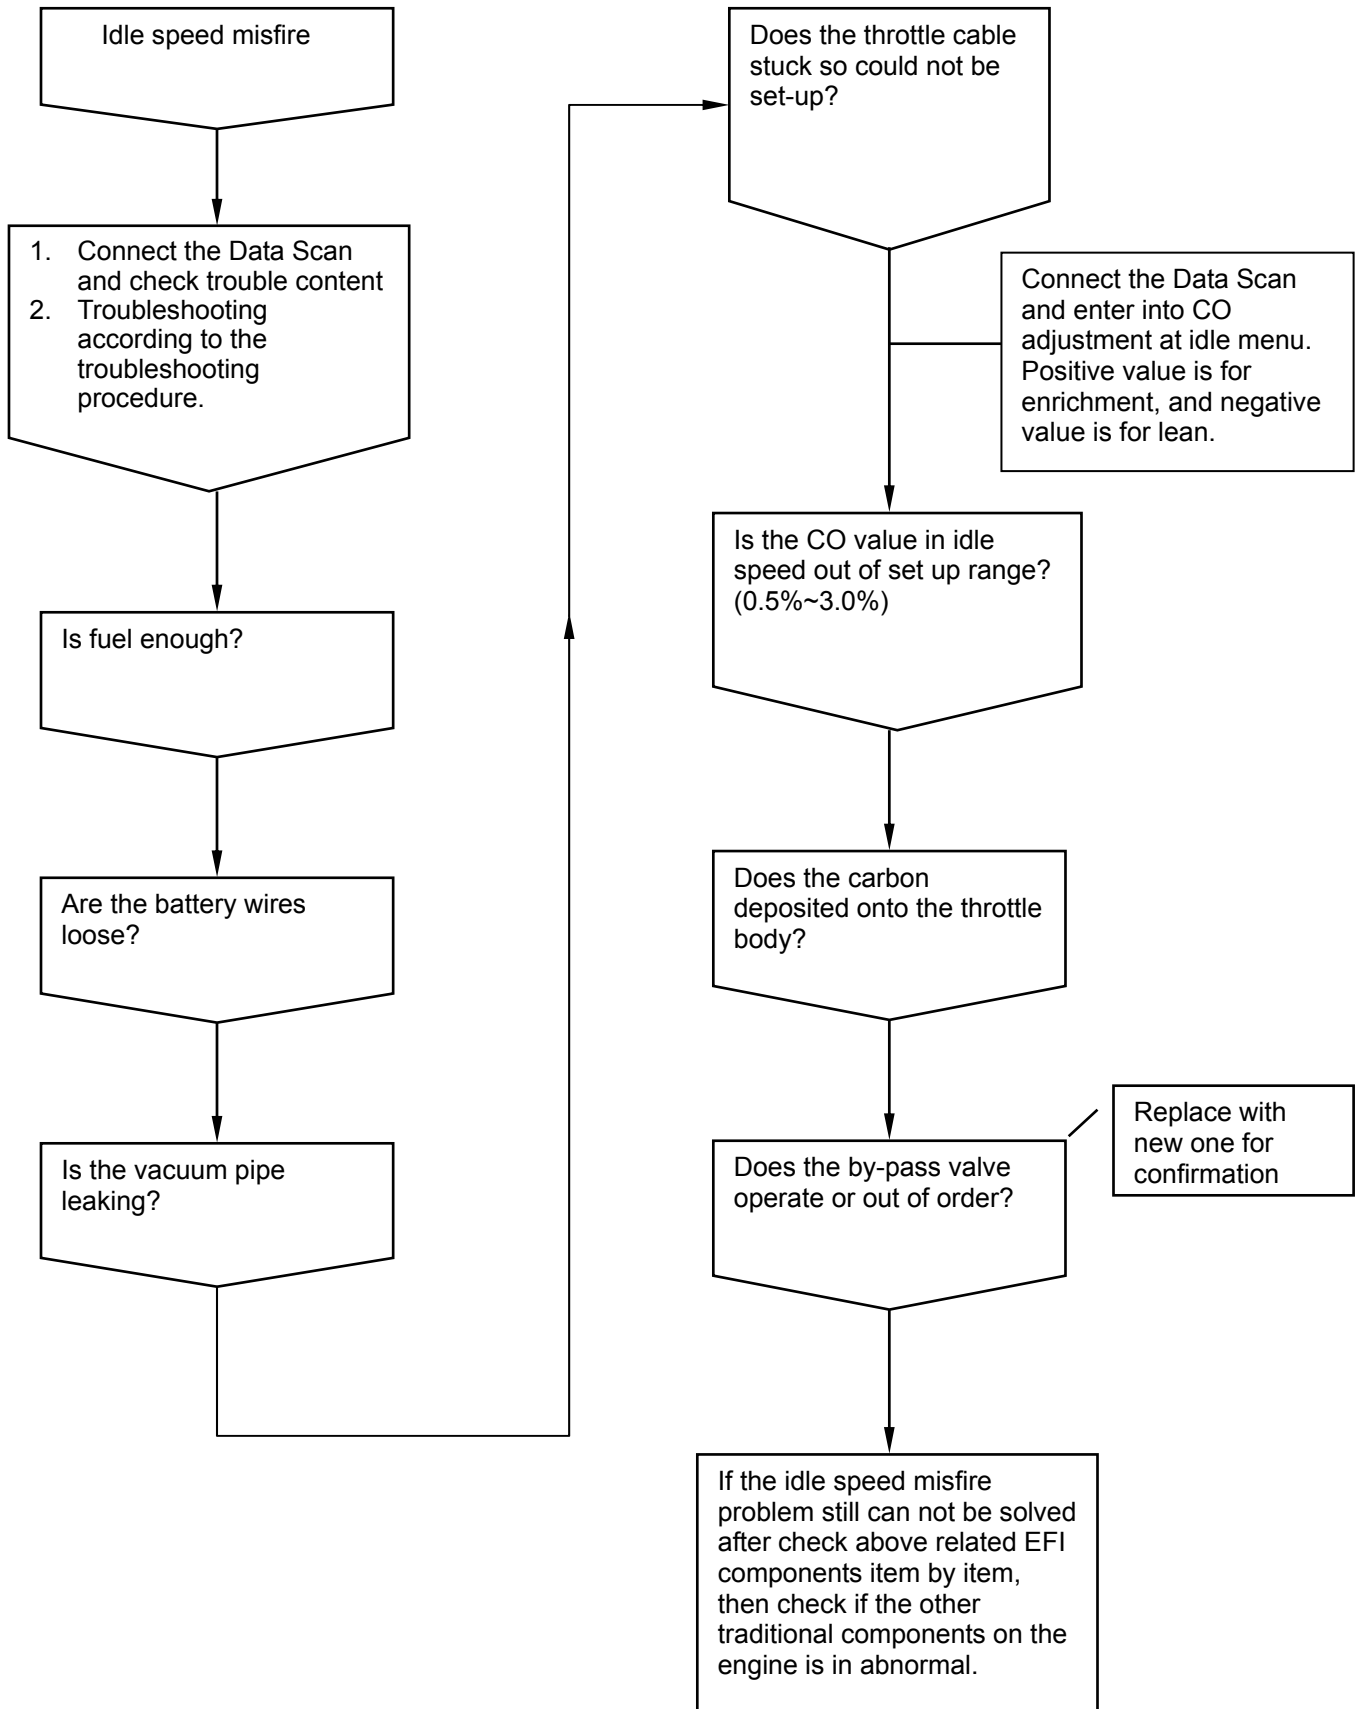 Idle speed misfire
1. Connect the Data Scan
and check trouble content
2. Troubleshooting
according to the
troubleshooting
procedure.
Is fuel enough?
Are the battery wires
loose?
Is the vacuum pipe
leaking?
Does the throttle cable
stuck so could not be
set-up?
Connect the Data Scan
and enter into CO
adjustment at idle menu.
Positive value is for
enrichment, and negative
value is for lean.
Is the CO value in idle
speed out of set up range?
(0.5%~3.0%)
Does the carbon
deposited onto the throttle
body?
Does the by-pass valve
operate or out of order?
Replace with
new one for
confirmation
If the idle speed misfire
problem still can not be solved
after check above related EFI
components item by item,
then check if the other
traditional components on the
engine is in abnormal.